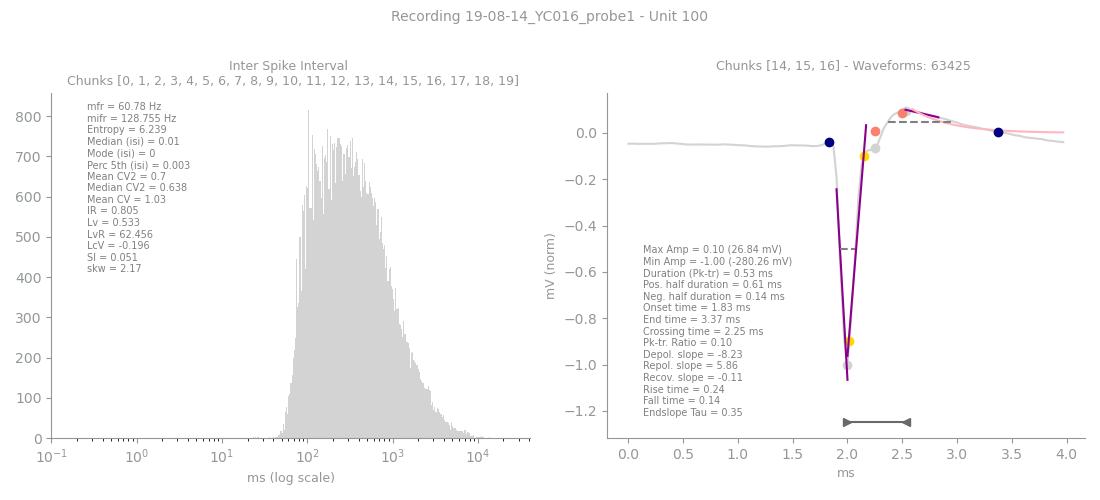 Recording 19-08-14_YC016_probe1 - Unit 100
Inter Spike Interval
Chunks [0, 1, 2, 3, 4, 5, 6, 7, 8, 9, 10, 11, 12, 13, 14, 15, 16, 17, 18, 19]
mfr = 60.78 Hz
mifr = 128.755 Hz
Entropy = 6.239
Median (isi) = 0.01
Mode (isi) = 0
Perc 5th (isi) = 0.003
Mean CV2 = 0.7
Median CV2 = 0.638
Mean CV = 1.03
IR = 0.805
Lv = 0.533
LvR = 62.456
LcV = -0.196
SI = 0.051
skw = 2.17
800
700
600
500
400
300
200
100
0
10⁻¹ 10⁰ 10¹ 10² 10³ 10⁴
ms (log scale)
Chunks [14, 15, 16] - Waveforms: 63425
mV (norm)
0.0
−0.2
−0.4
−0.6
−0.8
−1.0
−1.2
Max Amp = 0.10 (26.84 mV)
Min Amp = -1.00 (-280.26 mV)
Duration (Pk-tr) = 0.53 ms
Pos. half duration = 0.61 ms
Neg. half duration = 0.14 ms
Onset time = 1.83 ms
End time = 3.37 ms
Crossing time = 2.25 ms
Pk-tr. Ratio = 0.10
Depol. slope = -8.23
Repol. slope = 5.86
Recov. slope = -0.11
Rise time = 0.24
Fall time = 0.14
Endslope Tau = 0.35
0.0 0.5 1.0 1.5 2.0 2.5 3.0 3.5 4.0
ms